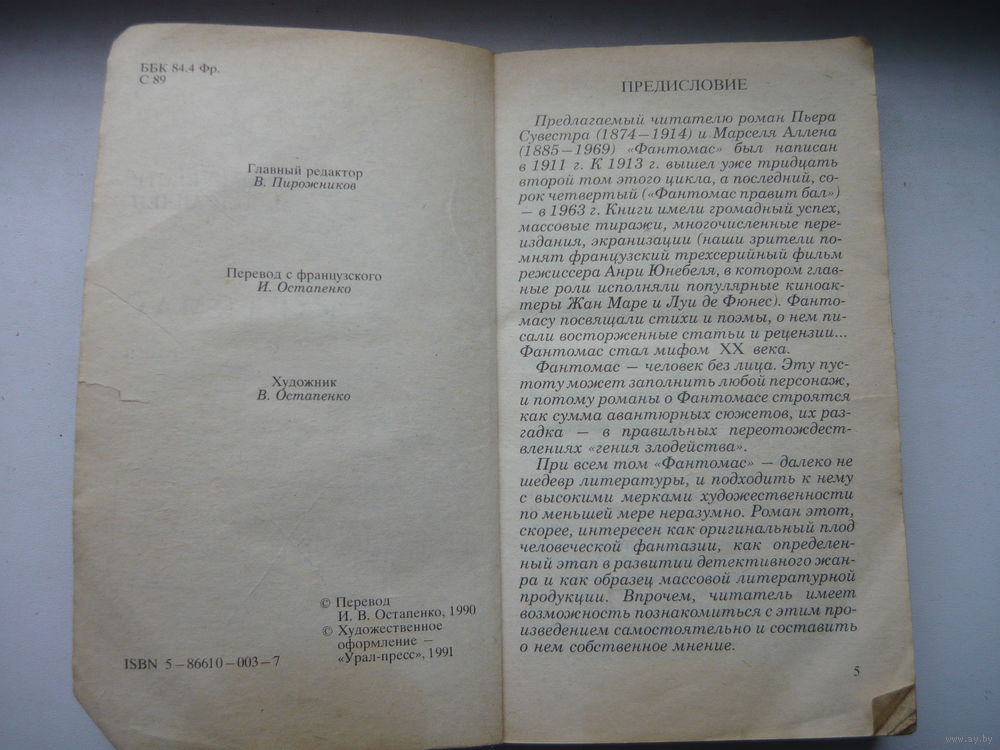 ББК 84.4 Фр.
С 89
Главный редактор
В. Пирожников
Перевод с французского
И. Остапенко
Художник
В. Остапенко
© Перевод
И. В. Остапенко, 1990
© Художественное
оформление –
«Урал-пресс», 1991
ISBN 5–86610–003–7
ПРЕДИСЛОВИЕ
Предлагаемый читателю роман Пьера
Сувестра (1874–1914) и Марселя Аллена
(1885–1969) «Фантомас» был написан
в 1911 г. К 1913 г. вышел уже тридцать
второй том этого цикла, а последний, со-
рок четвертый («Фантомас правит бал»)
– в 1963 г. Книги имели громадный успех,
массовые тиражи, многочисленные пере-
издания, экранизации (наши зрители по-
мнят французский трехсерийный фильм
режиссера Анри Юнебеля, в котором глав-
ные роли исполняли популярные киноак-
теры Жан Маре и Луи де Фюнес). Фанто-
масу посвящали стихи и поэмы, о нем пи-
сали восторженные статьи и рецензии...
Фантомас стал мифом XX века.
Фантомас – человек без лица. Эту пус-
тоту может заполнить любой персонаж,
и потому романы о Фантомасе строятся
как сумма авантюрных сюжетов, их раз-
гадка – в правильных переотождест-
влениях «гения злодейства».
При всем том «Фантомас» – далеко не
шедевр литературы, и подходить к нему
с высокими мерками художественности
по меньшей мере неразумно. Роман этот,
скорее, интересен как оригинальный плод
человеческой фантазии, как определен-
ный этап в развитии детективного жан-
ра и как образец массовой литературной
продукции. Впрочем, читатель имеет
возможность познакомиться с этим про-
изведением самостоятельно и составить
о нем собственное мнение.
5
www.ay.by